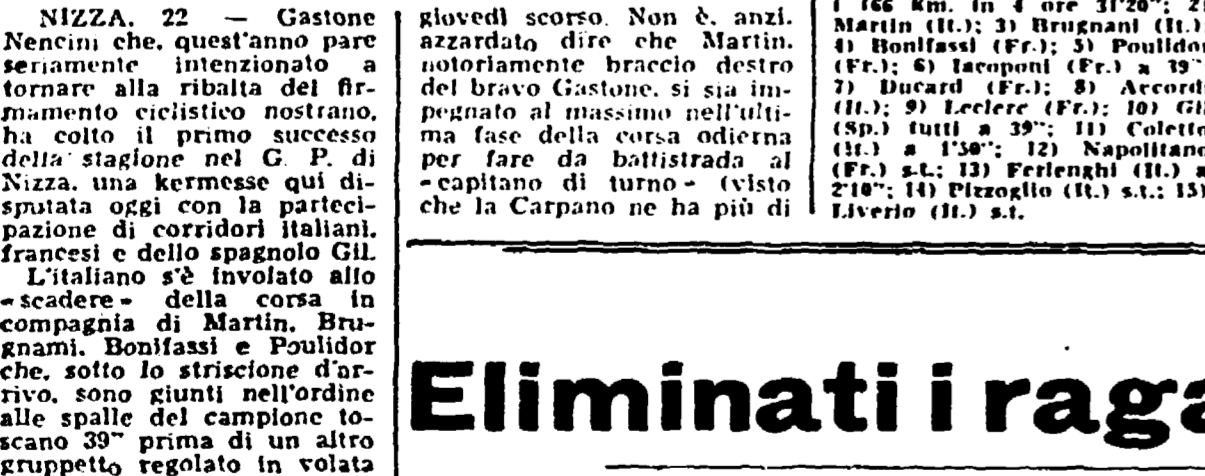 NIZZA. 22 — Gastone
Nencini che. quest'anno pare
seriamente intenzionato a
tornare alla ribalta del fir-
mamento ciclistico nostrano,
ha colto il primo successo
della stagione nel G. P. di
Nizza. una kermesse qui di-
sputata oggi con la parteci-
pazione di corridori italiani,
francesi e dello spagnolo Gil.
L'italiano s'è involato allo
«scadere» della corsa in
compagnia di Martin. Bru-
gnami. Bonifassi e Poulidor
che. sotto lo striscione d'ar-
rivo. sono giunti nell'ordine
alle spalle del campione to-
scano 39" prima di un altro
gruppetto regolato in volata
giovedì scorso. Non è. anzi.
azzardato dire che Martin.
notoriamente braccio destro
del bravo Gastone. si sia im-
pegnato al massimo nell'ulti-
ma fase della corsa odierna
per fare da battistrada al
«capitano di turno» (visto
che la Carpano ne ha più di
i 166 Km. in 4 ore 31'20"; 2)
Martin (It.); 3) Brugnani (It.);
4) Bonifassi (Fr.); 5) Poulidor
(Fr.); 6) Iacoponi (Fr.) a 39"
7) Ducard (Fr.); 8) Accordi
(It.); 9) Leclerc (Fr.); 10) Gil
(Sp.) tutti a 39"; 11) Coletto
(It.) a 1'50"; 12) Napolitano
(Fr.) s.t.; 13) Ferlenghi (It.) a
2'10"; 14) Pizzoglio (It.) s.t.; 15)
Liverio (It.) s.t.
Eliminati i raga